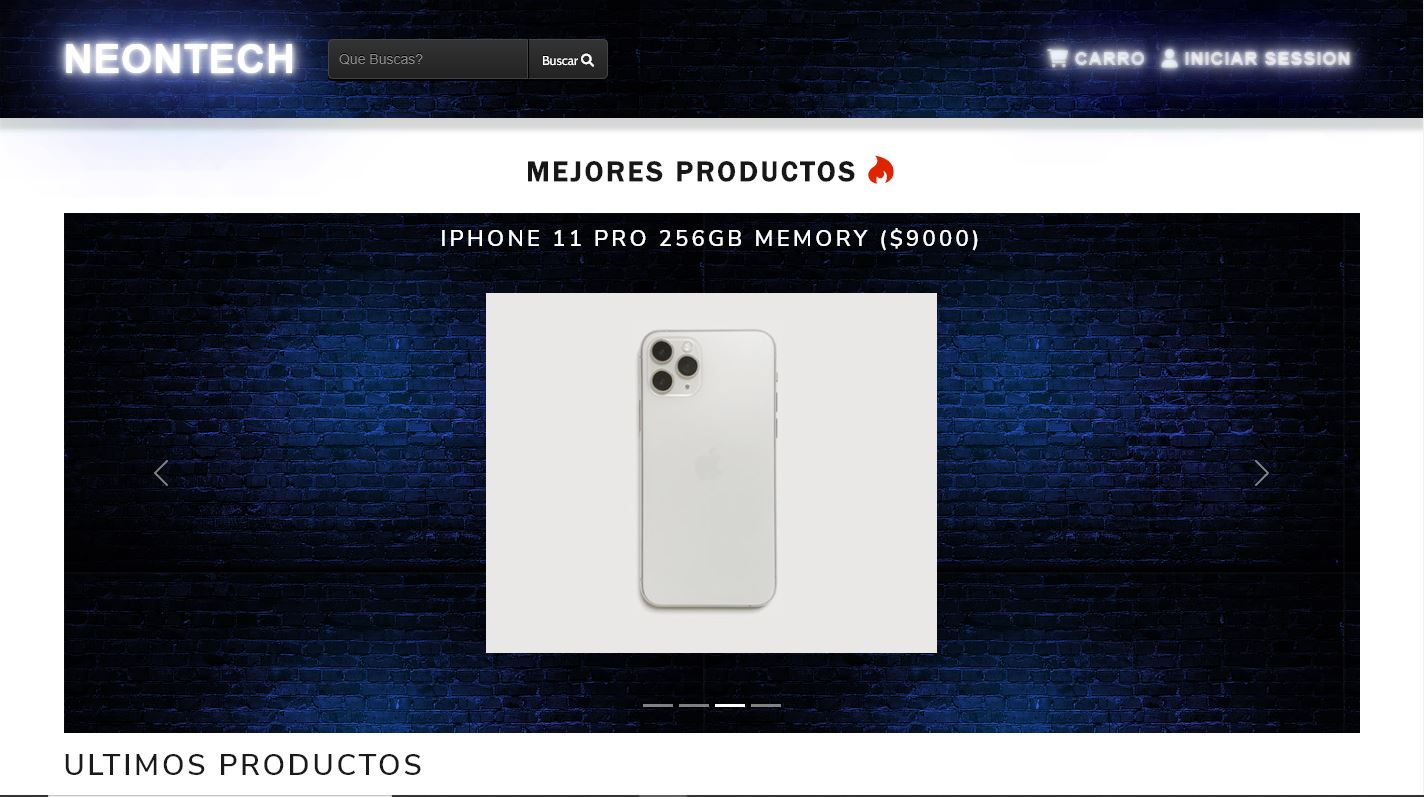 NEONTECH
Que Buscas?
Buscar
CARRO
INICIAR SESSION
MEJORES PRODUCTOS
IPHONE 11 PRO 256GB MEMORY ($9000)
ULTIMOS PRODUCTOS